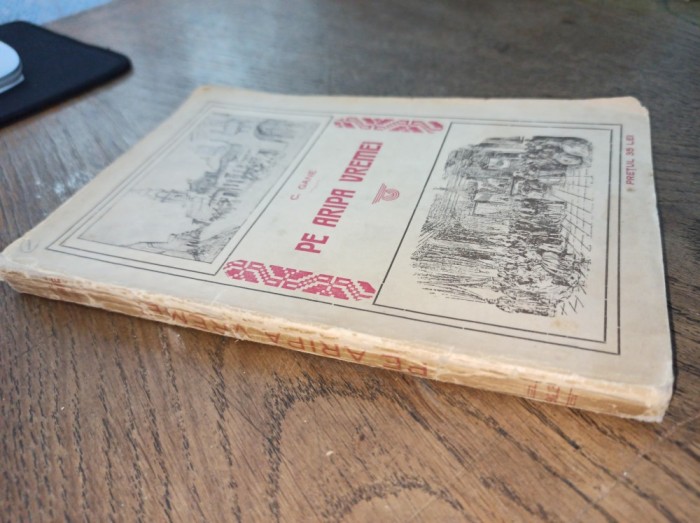 C. GANE
PE ARIPA VREMEI
PREȚUL 35 LEI
PE ARIPA VREMEI